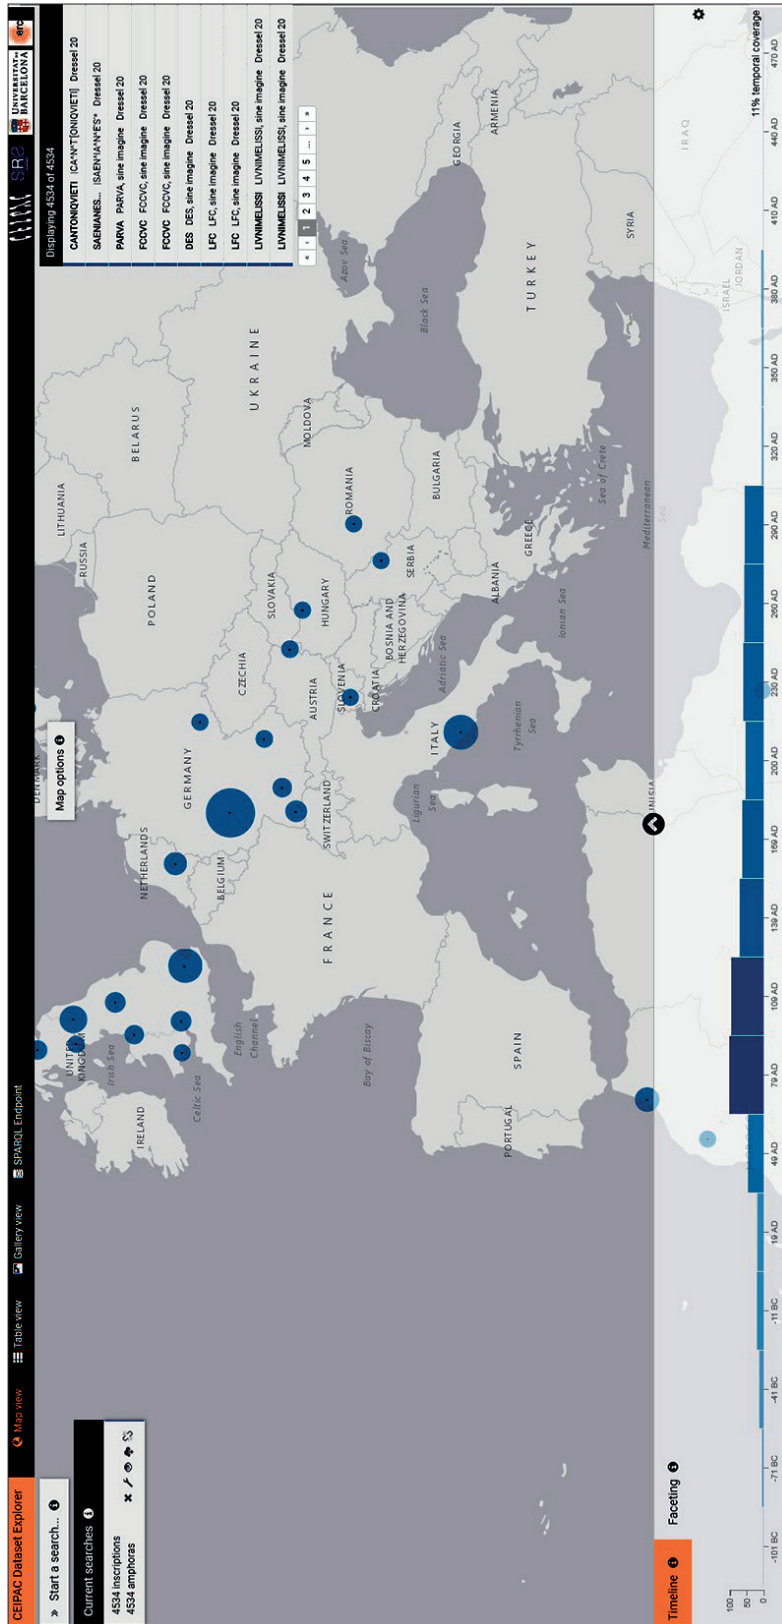 CEIPAC Dataset Explorer
Map view
Table view
Gallery view
SPARQL Endpoint
CEIPAC
SRS
UNIVERSITAT DE
BARCELONA
erc
» Start a search...
Current searches
4534 inscriptions
4534 amphoras
Map options
Displaying 4534 of 4534
CANTONIQVIETI |CA^N^T[ONIQVIETI] Dressel 20
SAENIANES... |SAEN^IA^N^E^S^+ Dressel 20
PARVA PARVA, sine imagine Dressel 20
FCCVC FCCVC, sine imagine Dressel 20
FCCVC FCCVC, sine imagine Dressel 20
DES DES, sine imagine Dressel 20
LFC LFC, sine imagine Dressel 20
LFC LFC, sine imagine Dressel 20
LIVNIMELISSI LIVNIMELISSI, sine imagine Dressel 20
LIVNIMELISSI LIVNIMELISSI, sine imagine Dressel 20
« ‹ 1 2 3 4 5 ... › »
DENMARK
LITHUANIA
RUSSIA
BELARUS
UNITED
KINGDOM
IRELAND
Irish Sea
Celtic Sea
English
Channel
NETHERLANDS
BELGIUM
GERMANY
POLAND
CZECHIA
SLOVAKIA
UKRAINE
MOLDOVA
AUSTRIA
HUNGARY
SWITZERLAND
FRANCE
SLOVENIA
CROATIA
BOSNIA AND
HERZEGOVINA
SERBIA
ROMANIA
BULGARIA
Azov Sea
Black Sea
GEORGIA
ARMENIA
Bay of Biscay
Ligurian
Sea
ITALY
Adriatic Sea
ALBANIA
GREECE
TURKEY
PORTUGAL
SPAIN
Tyrrhenian
Sea
Ionian Sea
Sea of Crete
Mediterranean
Sea
SYRIA
IRAQ
ISRAEL
JORDAN
UNISIA
Timeline
Faceting
11% temporal coverage
100
50
0
-101 BC
-71 BC
-41 BC
-11 BC
19 AD
49 AD
79 AD
109 AD
139 AD
169 AD
200 AD
230 AD
260 AD
290 AD
320 AD
350 AD
380 AD
410 AD
440 AD
470 AD